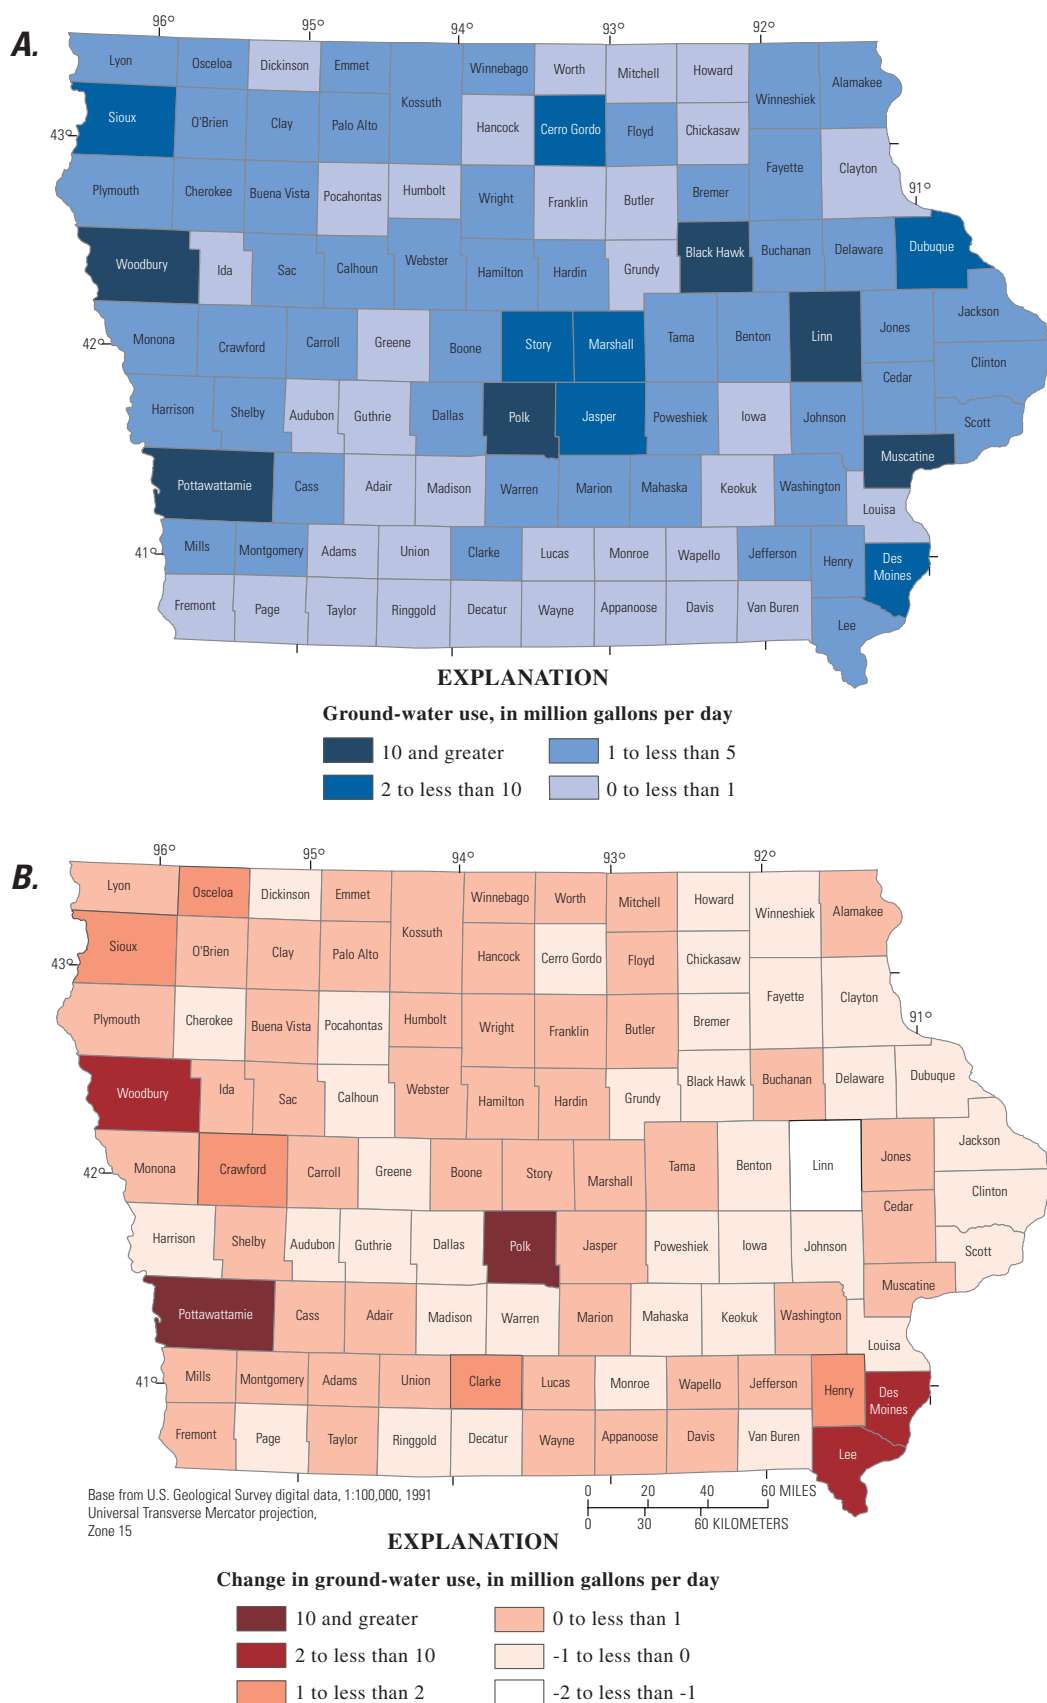 A.
96° 95° 94° 93° 92°
Lyon Osceloa Dickinson Emmet Kossuth Winnebago Worth Mitchell Howard Winneshiek Alamakee
43°
Sioux O'Brien Clay Palo Alto Hancock Cerro Gordo Floyd Chickasaw
Plymouth Cherokee Buena Vista Pocahontas Humbolt Wright Franklin Butler Bremer Fayette Clayton
91°
Woodbury Ida Sac Calhoun Webster Hamilton Hardin Grundy Black Hawk Buchanan Delaware Dubuque
42°
Monona Crawford Carroll Greene Boone Story Marshall Tama Benton Linn Jones Jackson
Harrison Shelby Audubon Guthrie Dallas Polk Jasper Poweshiek Iowa Johnson Cedar Clinton
Scott
Pottawattamie Cass Adair Madison Warren Marion Mahaska Keokuk Washington Muscatine
Louisa
41°
Mills Montgomery Adams Union Clarke Lucas Monroe Wapello Jefferson Henry Des
Moines
Fremont Page Taylor Ringgold Decatur Wayne Appanoose Davis Van Buren Lee
EXPLANATION
Ground-water use, in million gallons per day
10 and greater 1 to less than 5
2 to less than 10 0 to less than 1
B.
96° 95° 94° 93° 92°
Lyon Osceloa Dickinson Emmet Kossuth Winnebago Worth Mitchell Howard Winneshiek Alamakee
43°
Sioux O'Brien Clay Palo Alto Hancock Cerro Gordo Floyd Chickasaw
Plymouth Cherokee Buena Vista Pocahontas Humbolt Wright Franklin Butler Bremer Fayette Clayton
91°
Woodbury Ida Sac Calhoun Webster Hamilton Hardin Grundy Black Hawk Buchanan Delaware Dubuque
42°
Monona Crawford Carroll Greene Boone Story Marshall Tama Benton Linn Jones Jackson
Harrison Shelby Audubon Guthrie Dallas Polk Jasper Poweshiek Iowa Johnson Cedar Clinton
Scott
Pottawattamie Cass Adair Madison Warren Marion Mahaska Keokuk Washington Muscatine
Louisa
41°
Mills Montgomery Adams Union Clarke Lucas Monroe Wapello Jefferson Henry Des
Moines
Fremont Page Taylor Ringgold Decatur Wayne Appanoose Davis Van Buren Lee
Base from U.S. Geological Survey digital data, 1:100,000, 1991
Universal Transverse Mercator projection,
Zone 15
0 20 40 60 MILES
0 30 60 KILOMETERS
EXPLANATION
Change in ground-water use, in million gallons per day
10 and greater 0 to less than 1
2 to less than 10 -1 to less than 0
1 to less than 2 -2 to less than -1